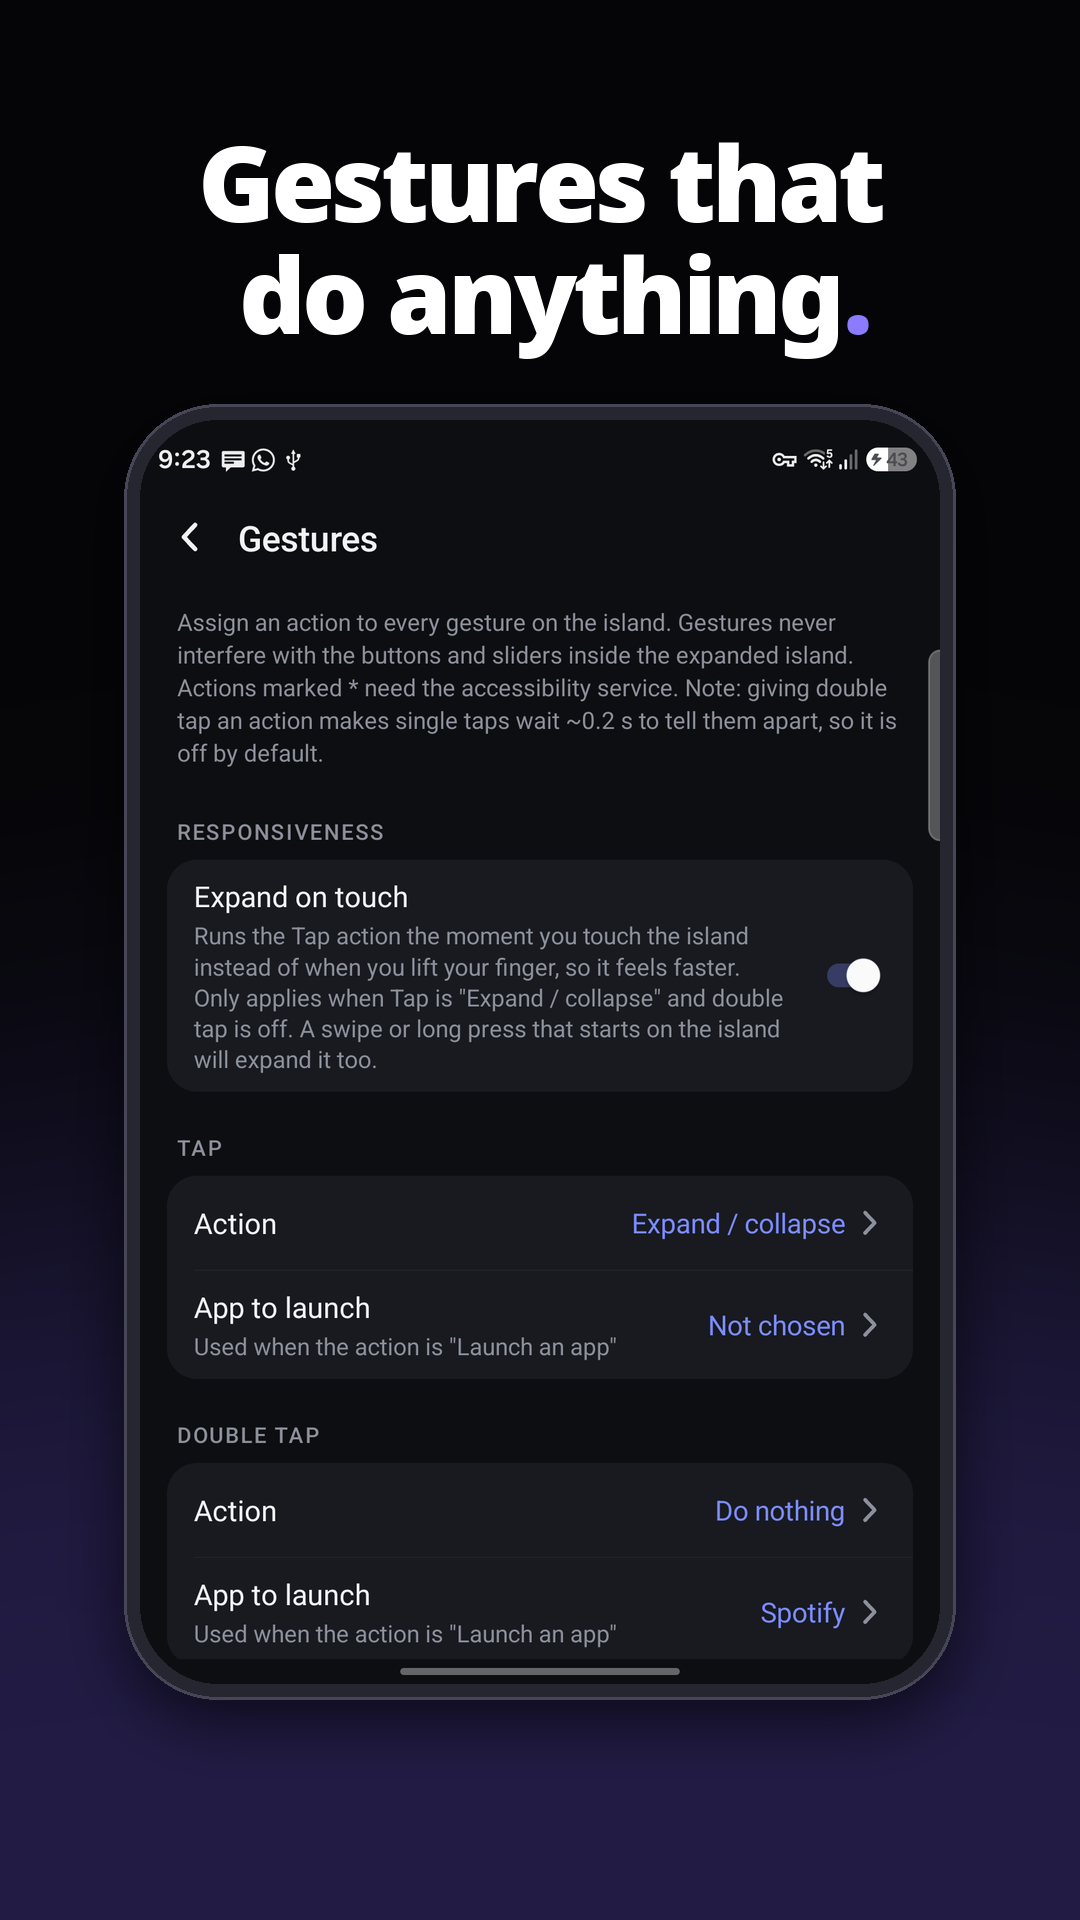 Gestures that
do anything.
9:23
5
43
Gestures
Assign an action to every gesture on the island. Gestures never
interfere with the buttons and sliders inside the expanded island.
Actions marked * need the accessibility service. Note: giving double
tap an action makes single taps wait ~0.2 s to tell them apart, so it is
off by default.
RESPONSIVENESS
Expand on touch
Runs the Tap action the moment you touch the island
instead of when you lift your finger, so it feels faster.
Only applies when Tap is "Expand / collapse" and double
tap is off. A swipe or long press that starts on the island
will expand it too.
TAP
Action
Expand / collapse
App to launch
Not chosen
Used when the action is "Launch an app"
DOUBLE TAP
Action
Do nothing
App to launch
Spotify
Used when the action is "Launch an app"